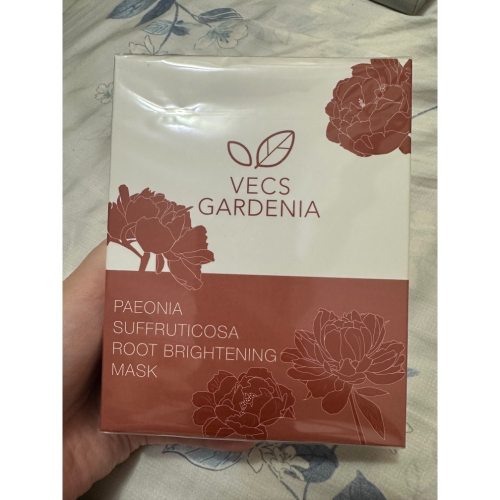 VECS
GARDENIA
PAEONIA
SUFFRUTICOSA
ROOT BRIGHTENING
MASK